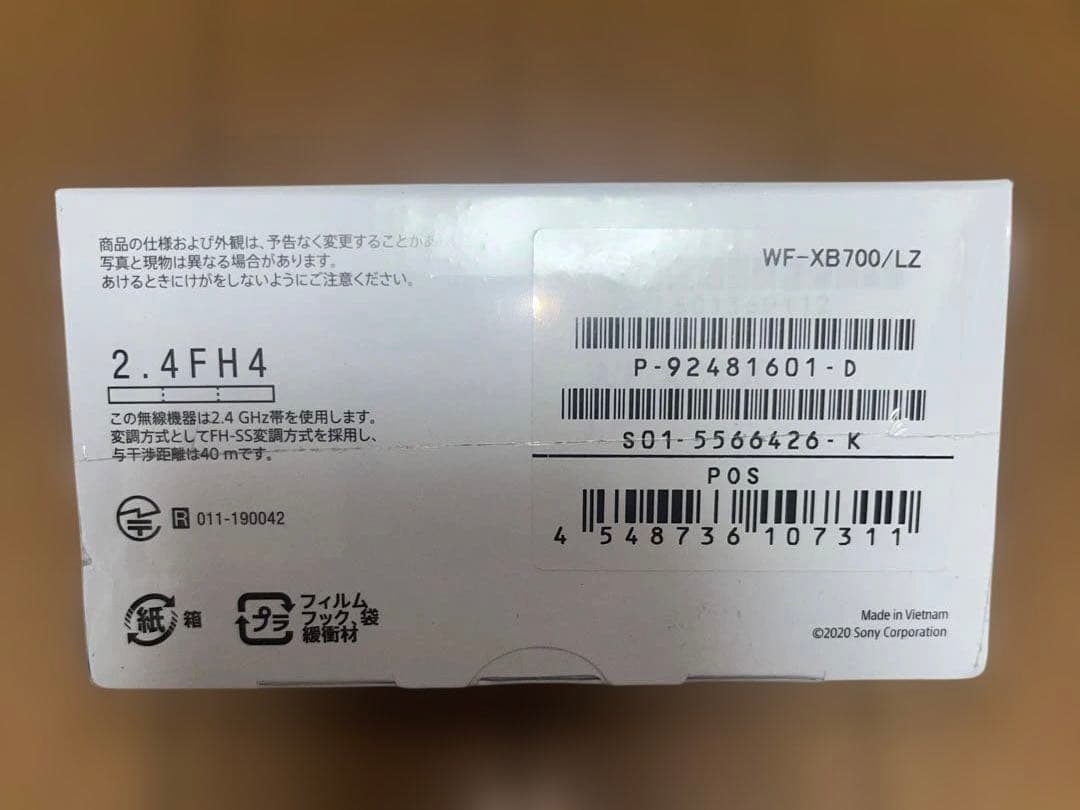 商品の仕様および外観は、予告なく変更することがあ
写真と現物は異なる場合があります。
あけるときにけがをしないようにご注意ください。
2.4FH4
この無線機器は2.4 GHz帯を使用します。
変調方式としてFH-SS変調方式を採用し、
与干渉距離は40 mです。
R 011-190042
紙 箱
プラ フィルム
フック、袋
緩衝材
WF-XB700/LZ
P-92481601-D
S01-5566426-K
POS
4 548736 107311
Made in Vietnam
©2020 Sony Corporation